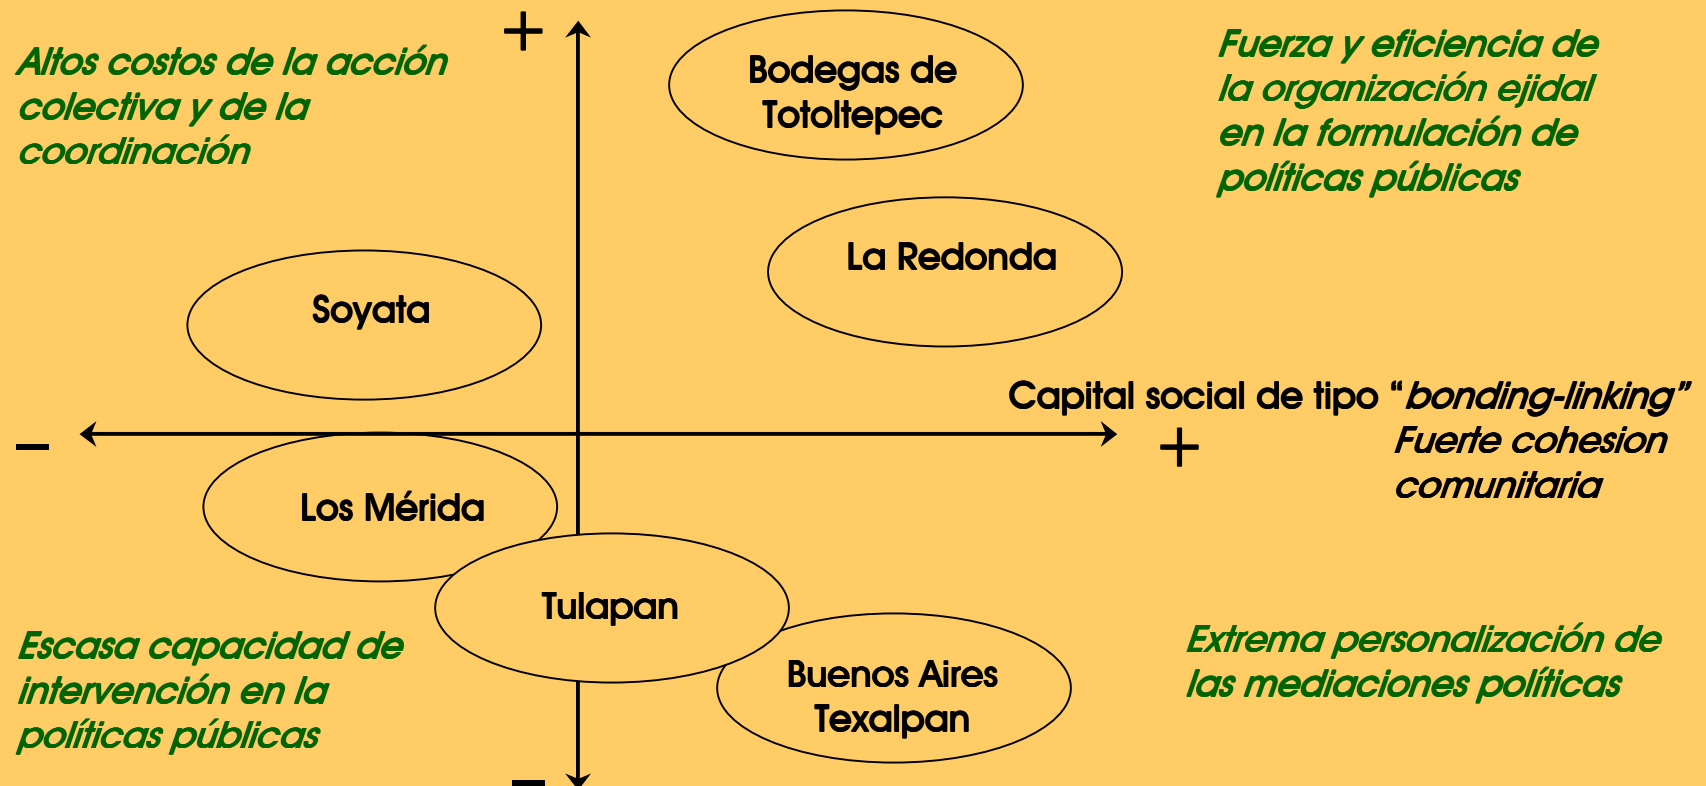 +
Altos costos de la acción
colectiva y de la
coordinación
Bodegas de
Totoltepec
Fuerza y eficiencia de
la organización ejidal
en la formulación de
políticas públicas
La Redonda
Soyata
Capital social de tipo “bonding-linking”
Fuerte cohesion
comunitaria
–
+
Los Mérida
Tulapan
Buenos Aires
Texalpan
Escasa capacidad de
intervención en la
políticas públicas
Extrema personalización de
las mediaciones políticas
–